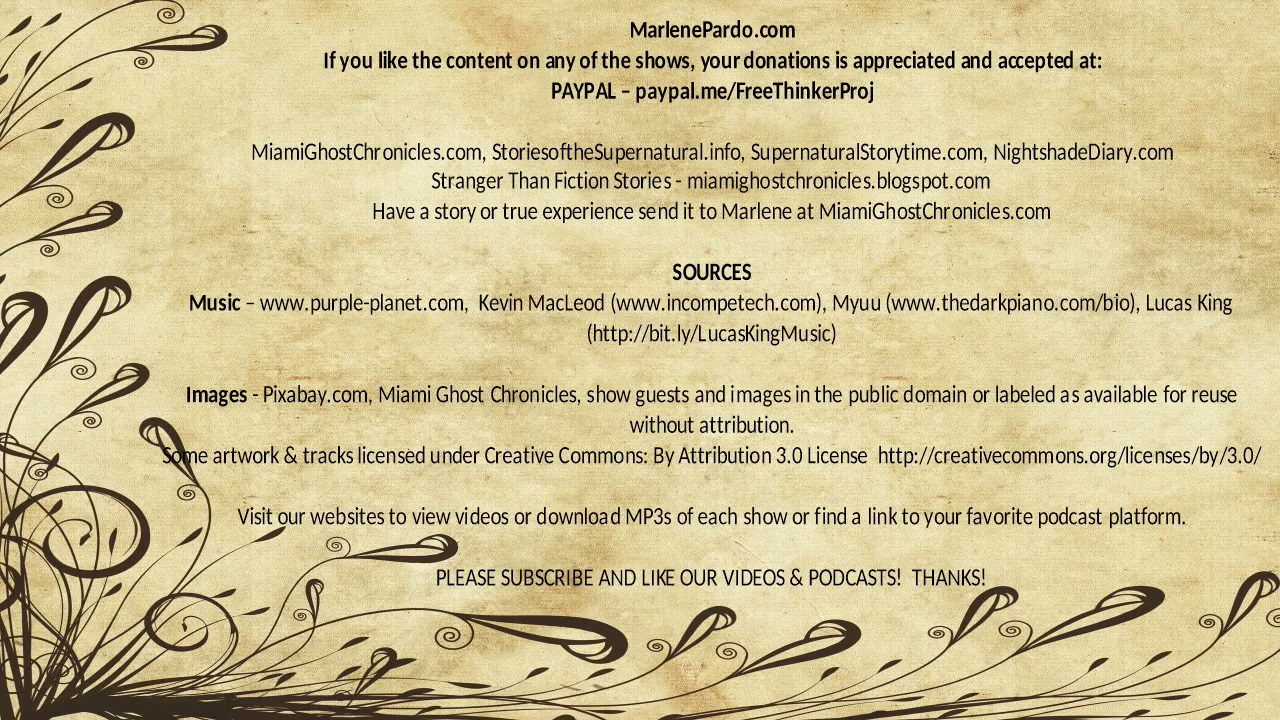 MarlenePardo.com
If you like the content on any of the shows, your donations is appreciated and accepted at:
PAYPAL – paypal.me/FreeThinkerProj
MiamiGhostChronicles.com, StoriesoftheSupernatural.info, SupernaturalStorytime.com, NightshadeDiary.com
Stranger Than Fiction Stories - miamighostchronicles.blogspot.com
Have a story or true experience send it to Marlene at MiamiGhostChronicles.com
SOURCES
Music – www.purple-planet.com, Kevin MacLeod (www.incompetech.com), Myuu (www.thedarkpiano.com/bio), Lucas King
(http://bit.ly/LucasKingMusic)
Images - Pixabay.com, Miami Ghost Chronicles, show guests and images in the public domain or labeled as available for reuse
without attribution.
Some artwork & tracks licensed under Creative Commons: By Attribution 3.0 License http://creativecommons.org/licenses/by/3.0/
Visit our websites to view videos or download MP3s of each show or find a link to your favorite podcast platform.
PLEASE SUBSCRIBE AND LIKE OUR VIDEOS & PODCASTS! THANKS!